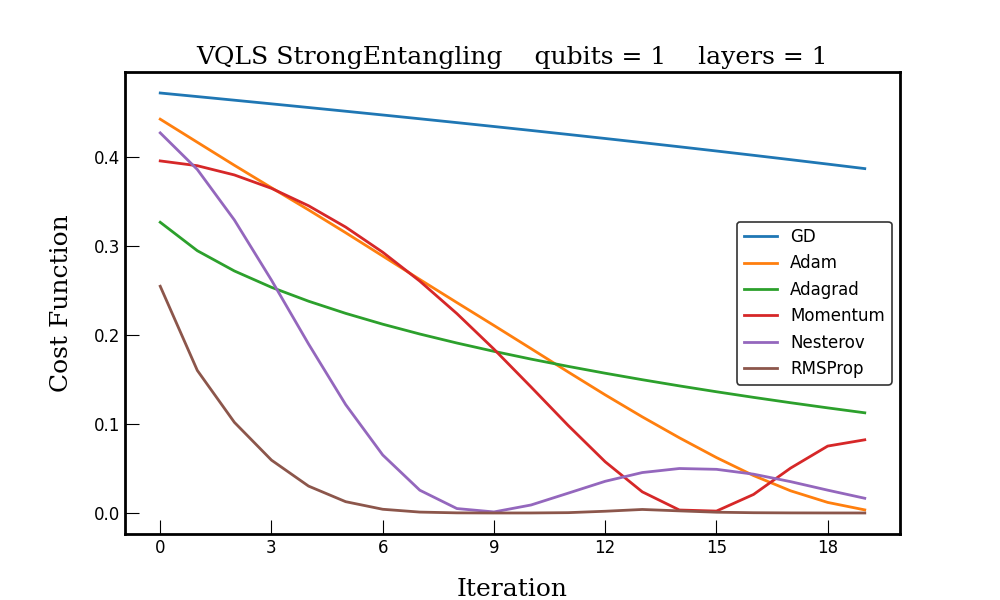 VQLS StrongEntangling    qubits = 1    layers = 1
Cost Function
0.4
0.3
0.2
0.1
0.0
GD
Adam
Adagrad
Momentum
Nesterov
RMSProp
0 3 6 9 12 15 18
Iteration